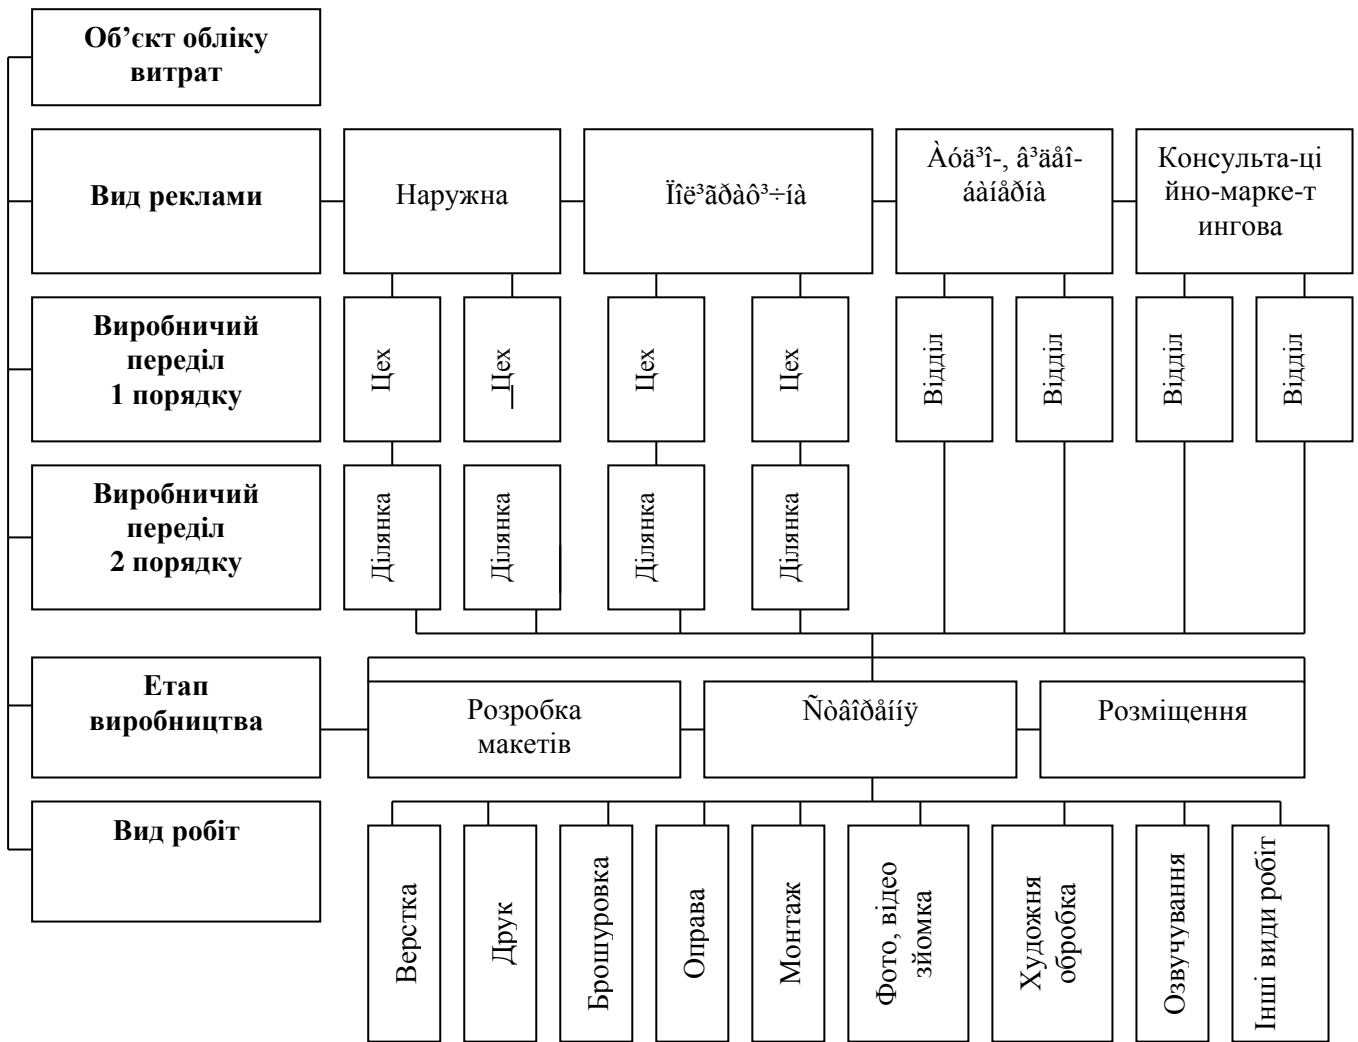 Об’єкт обліку
витрат
Вид реклами
Наружна
Ïîë³ãðàô³÷íà
Àóä³î-, â³äåî-
áàíåðíà
Консульта-ці
йно-марке-т
ингова
Виробничий
переділ
1 порядку
Цех
Цех
Цех
Цех
Відділ
Відділ
Відділ
Відділ
Виробничий
переділ
2 порядку
Ділянка
Ділянка
Ділянка
Ділянка
Етап
виробництва
Розробка
макетів
Ñòâîðåííÿ
Розміщення
Вид робіт
Верстка
Друк
Брошуровка
Оправа
Монтаж
Фото, відео
зйомка
Художня
обробка
Озвучування
Інші види робіт